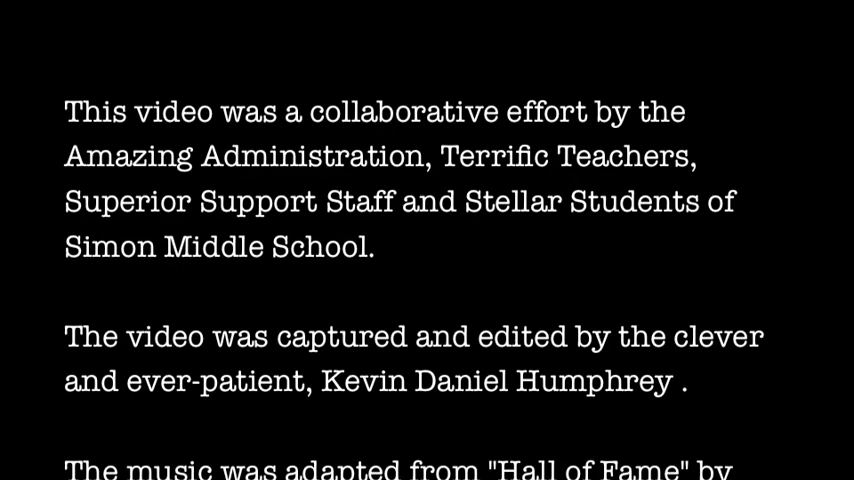 This video was a collaborative effort by the
Amazing Administration, Terrific Teachers,
Superior Support Staff and Stellar Students of
Simon Middle School.
The video was captured and edited by the clever
and ever-patient, Kevin Daniel Humphrey .
The music was adapted from "Hall of Fame" by